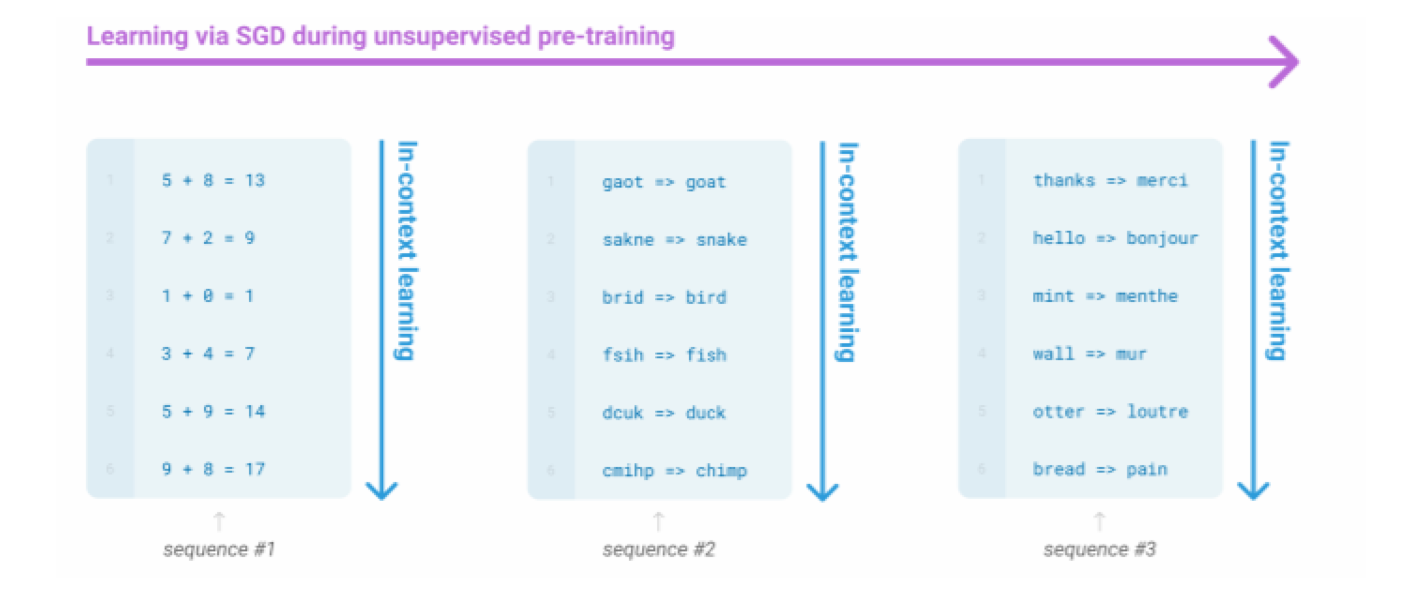 Learning via SGD during unsupervised pre-training
1 5 + 8 = 13
2 7 + 2 = 9
3 1 + 0 = 1
4 3 + 4 = 7
5 5 + 9 = 14
6 9 + 8 = 17
In-context learning
↑
sequence #1
1 gaot => goat
2 sakne => snake
3 brid => bird
4 fsih => fish
5 dcuk => duck
6 cmihp => chimp
In-context learning
↑
sequence #2
1 thanks => merci
2 hello => bonjour
3 mint => menthe
4 wall => mur
5 otter => loutre
6 bread => pain
In-context learning
↑
sequence #3